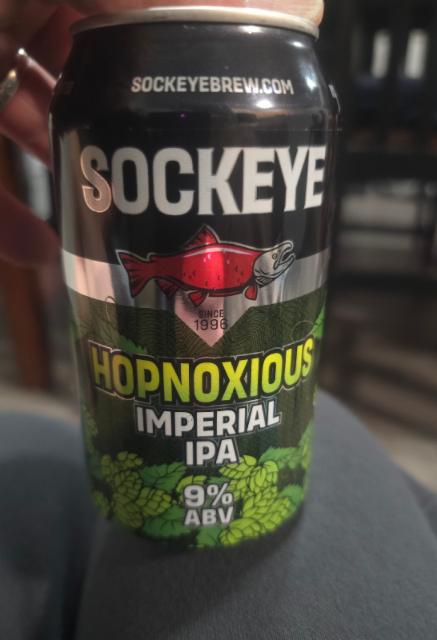 SOCKEYEBREW.COM
SOCKEYE
SINCE
1996
HOPNOXIOUS
IMPERIAL
IPA
9%
ABV